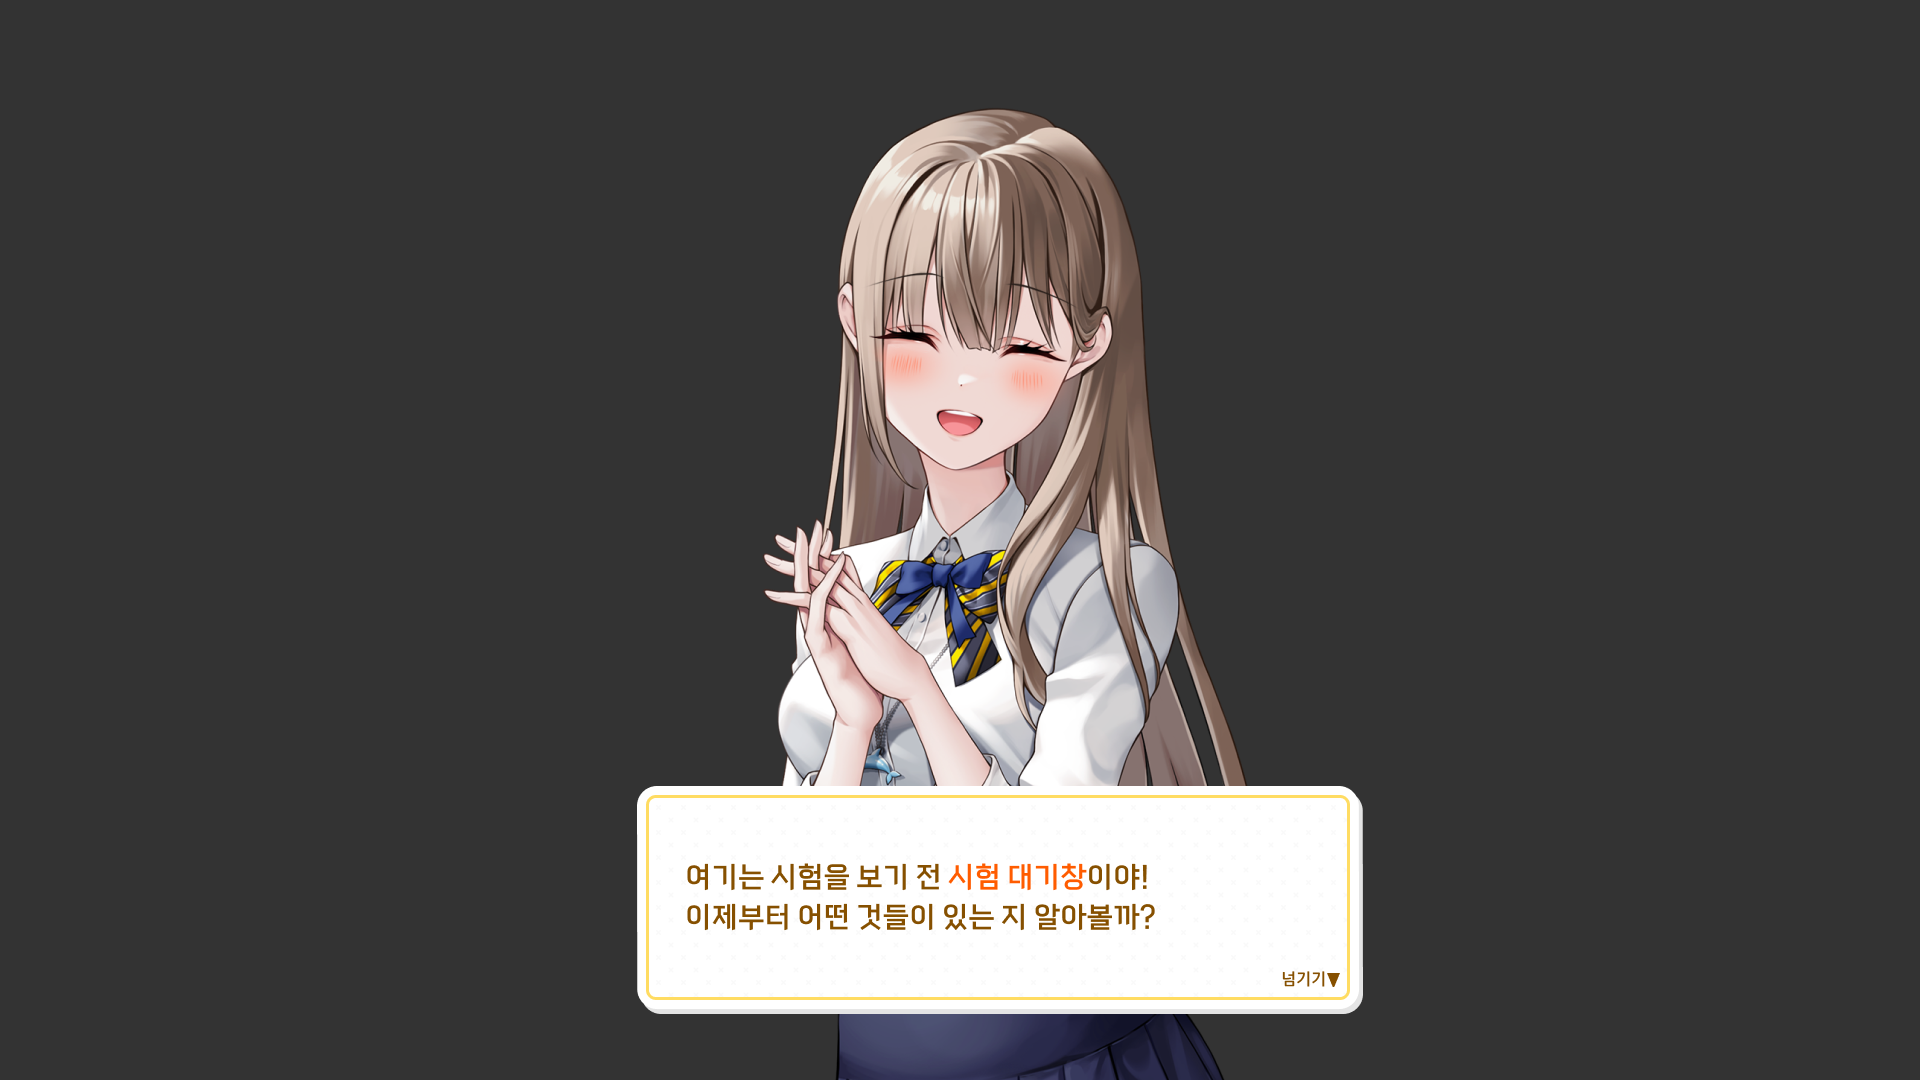 여기는 시험을 보기 전 시험 대기창이야!
이제부터 어떤 것들이 있는 지 알아볼까?
넘기기▼